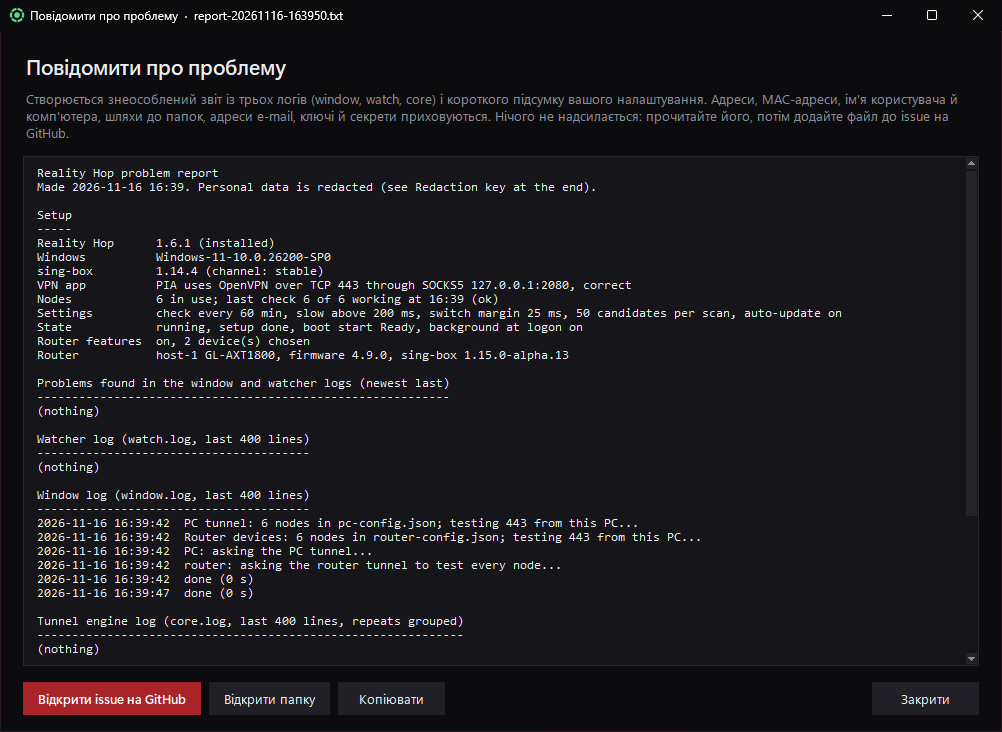 Повідомити про проблему · report-20261116-163950.txt
Повідомити про проблему
Створюється знеособлений звіт із трьох логів (window, watch, core) і короткого підсумку вашого налаштування. Адреси, MAC-адреси, ім'я користувача й
комп'ютера, шляхи до папок, адреси e-mail, ключі й секрети приховуються. Нічого не надсилається: прочитайте його, потім додайте файл до issue на
GitHub.
Reality Hop problem report
Made 2026-11-16 16:39. Personal data is redacted (see Redaction key at the end).
Setup
-----
Reality Hop      1.6.1 (installed)
Windows          Windows-11-10.0.26200-SP0
sing-box         1.14.4 (channel: stable)
VPN app          PIA uses OpenVPN over TCP 443 through SOCKS5 127.0.0.1:2080, correct
Nodes            6 in use; last check 6 of 6 working at 16:39 (ok)
Settings         check every 60 min, slow above 200 ms, switch margin 25 ms, 50 candidates per scan, auto-update on
State            running, setup done, boot start Ready, background at logon on
Router features  on, 2 device(s) chosen
Router           host-1 GL-AXT1800, firmware 4.9.0, sing-box 1.15.0-alpha.13
Problems found in the window and watcher logs (newest last)
-----------------------------------------------------------
(nothing)
Watcher log (watch.log, last 400 lines)
---------------------------------------
(nothing)
Window log (window.log, last 400 lines)
---------------------------------------
2026-11-16 16:39:42  PC tunnel: 6 nodes in pc-config.json; testing 443 from this PC...
2026-11-16 16:39:42  Router devices: 6 nodes in router-config.json; testing 443 from this PC...
2026-11-16 16:39:42  PC: asking the PC tunnel...
2026-11-16 16:39:42  router: asking the router tunnel to test every node...
2026-11-16 16:39:42  done (0 s)
2026-11-16 16:39:47  done (0 s)
Tunnel engine log (core.log, last 400 lines, repeats grouped)
-------------------------------------------------------------
(nothing)
Відкрити issue на GitHub
Відкрити папку
Копіювати
Закрити